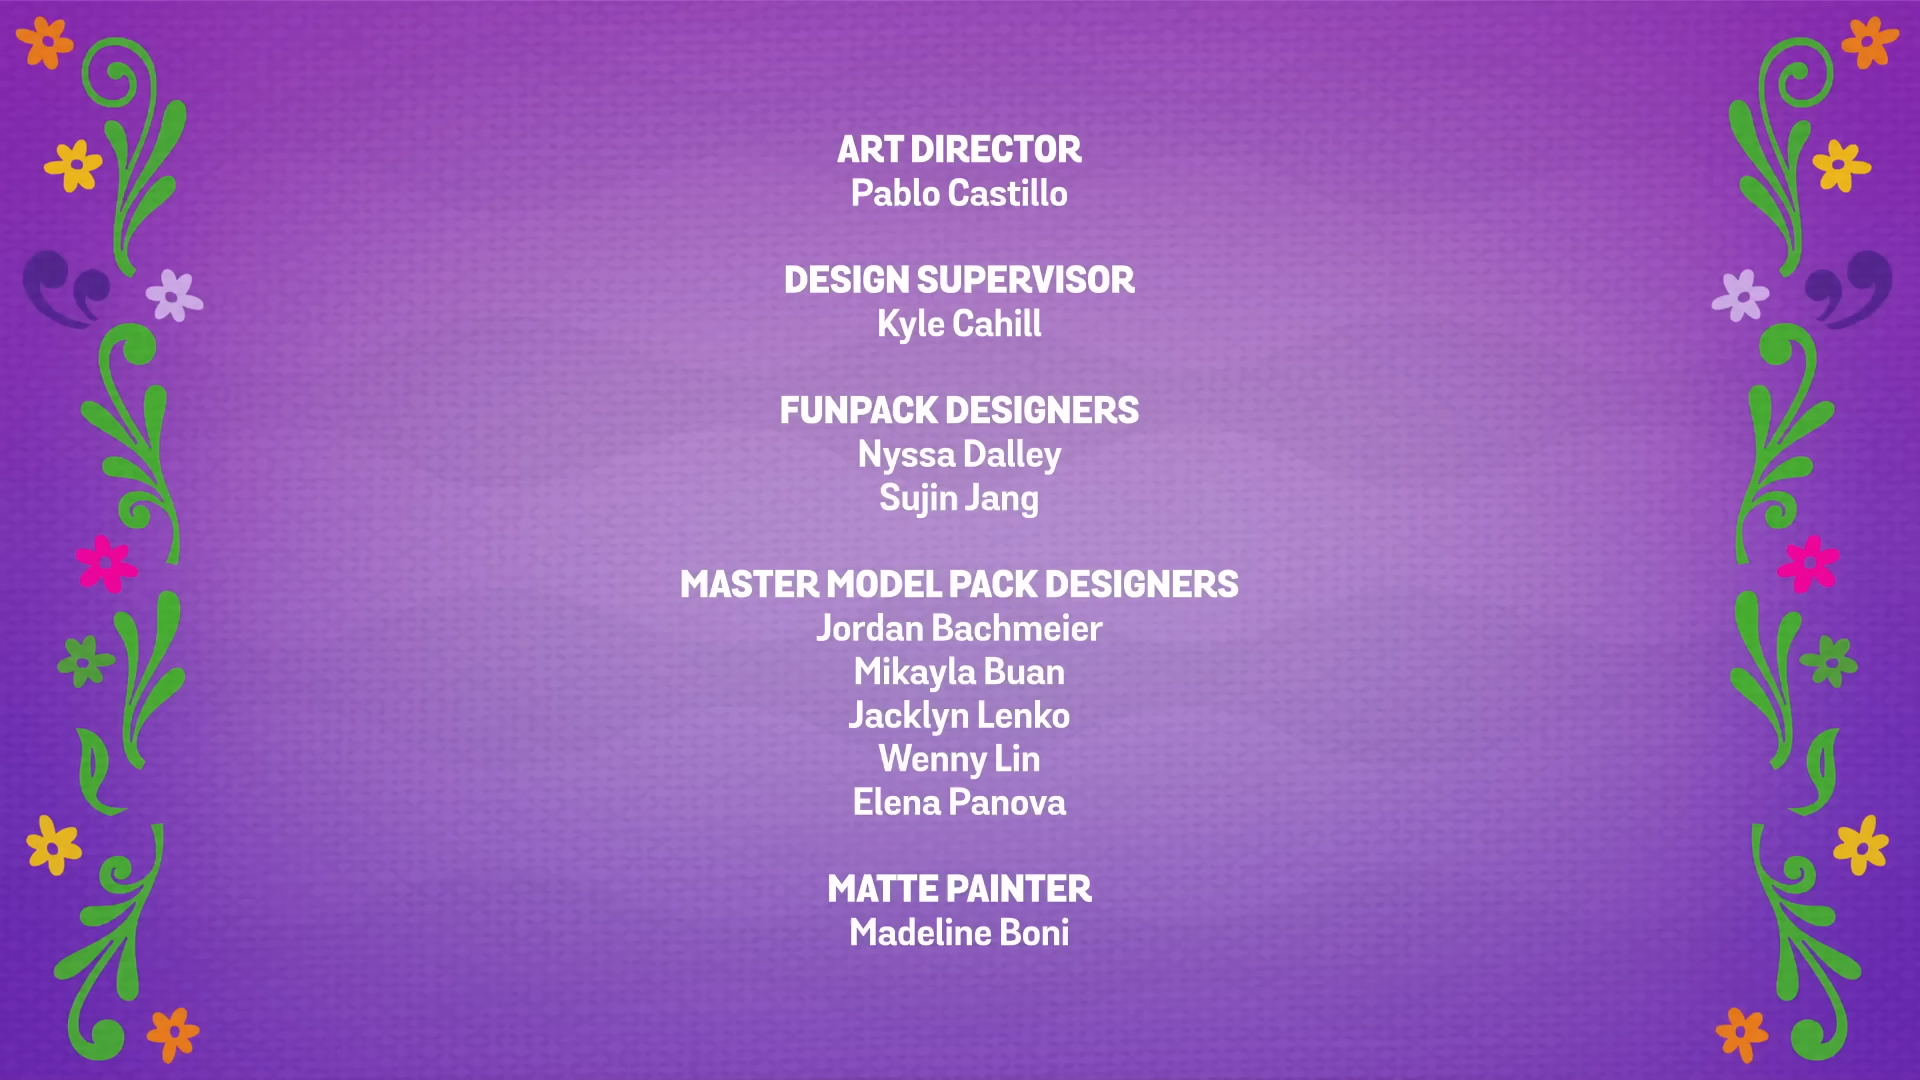 ART DIRECTOR
Pablo Castillo
DESIGN SUPERVISOR
Kyle Cahill
FUNPACK DESIGNERS
Nyssa Dalley
Sujin Jang
MASTER MODEL PACK DESIGNERS
Jordan Bachmeier
Mikayla Buan
Jacklyn Lenko
Wenny Lin
Elena Panova
MATTE PAINTER
Madeline Boni